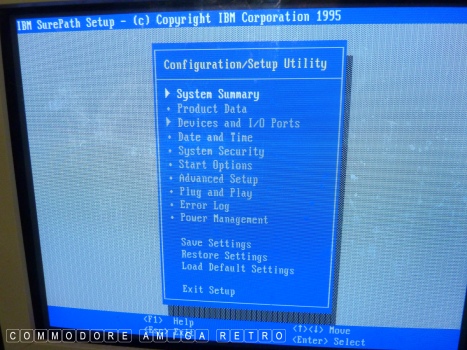 IBM SurePath Setup - (c) Copyright IBM Corporation 1995
Configuration/Setup Utility
System Summary
Product Data
Devices and I/O Ports
Date and Time
System Security
Start Options
Advanced Setup
Plug and Play
Error Log
Power Management
Save Settings
Restore Settings
Load Default Settings
Exit Setup
<F1> Help
<↑><↓> Move
<Enter> Select
COMMODORE AMIGA RETRO